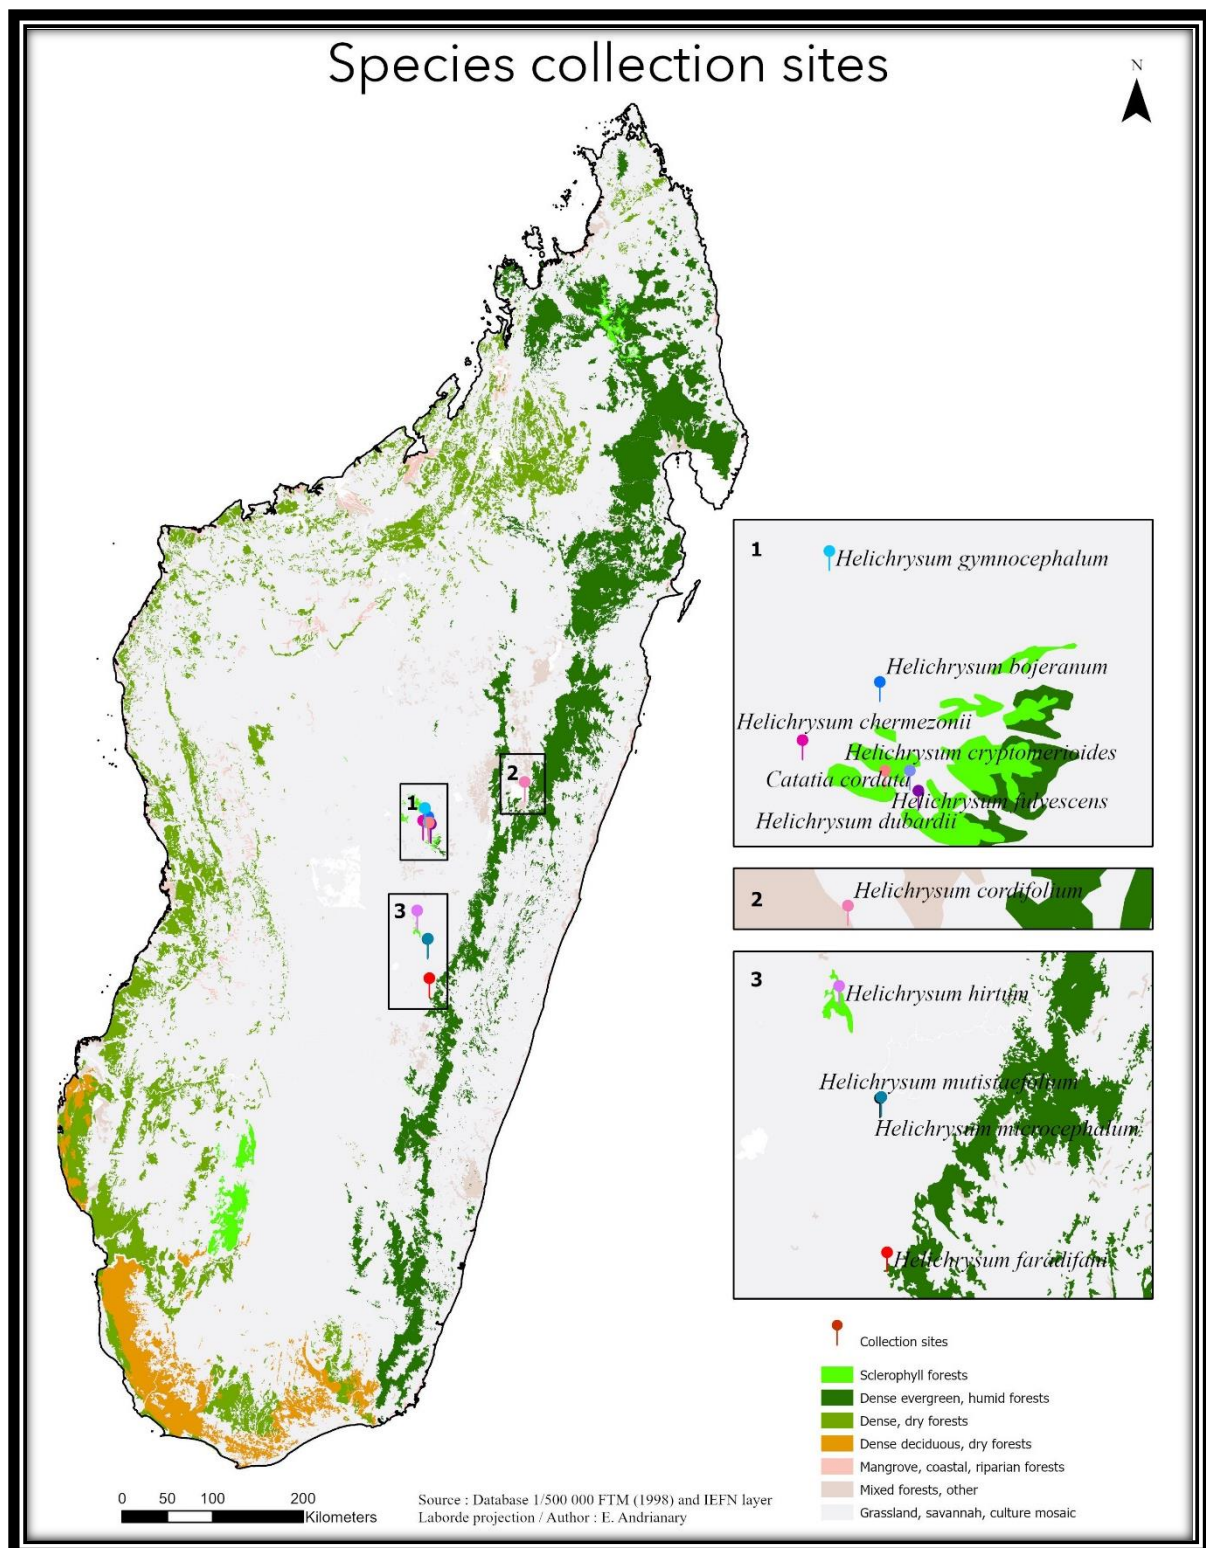 Species collection sites
N
1
2
3
1
Helichrysum gymnocephalum
Helichrysum bojeranum
Helichrysum chermezonii
Helichrysum cryptomerioides
Catatia cordata
Helichrysum fulvescens
Helichrysum dubardii
2
Helichrysum cordifolium
3
Helichrysum hirtum
Helichrysum mutistaefolium
Helichrysum microcephalum
Helichrysum faradifani
Collection sites
Sclerophyll forests
Dense evergreen, humid forests
Dense, dry forests
Dense deciduous, dry forests
Mangrove, coastal, riparian forests
Mixed forests, other
Grassland, savannah, culture mosaic
0 50 100 200
Kilometers
Source : Database 1/500 000 FTM (1998) and IEFN layer
Laborde projection / Author : E. Andrianary